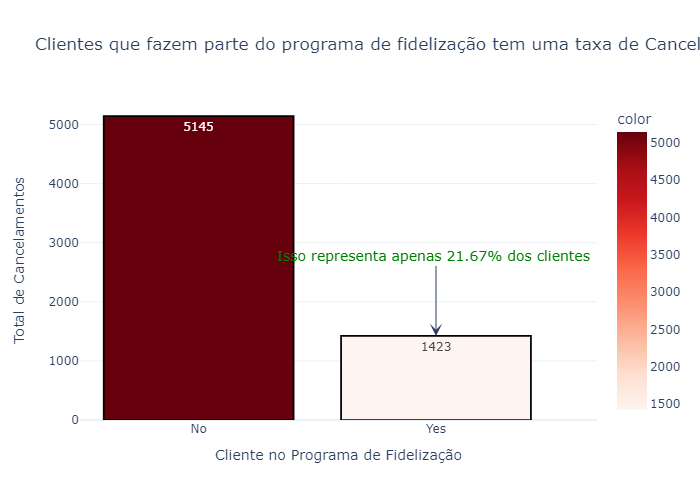 Clientes que fazem parte do programa de fidelização tem uma taxa de Cancel
color
5000
4000
3000
2000
1000
0
5145
Isso representa apenas 21.67% dos clientes
1423
5000
4500
4000
3500
3000
2500
2000
1500
Total de Cancelamentos
No
Yes
Cliente no Programa de Fidelização